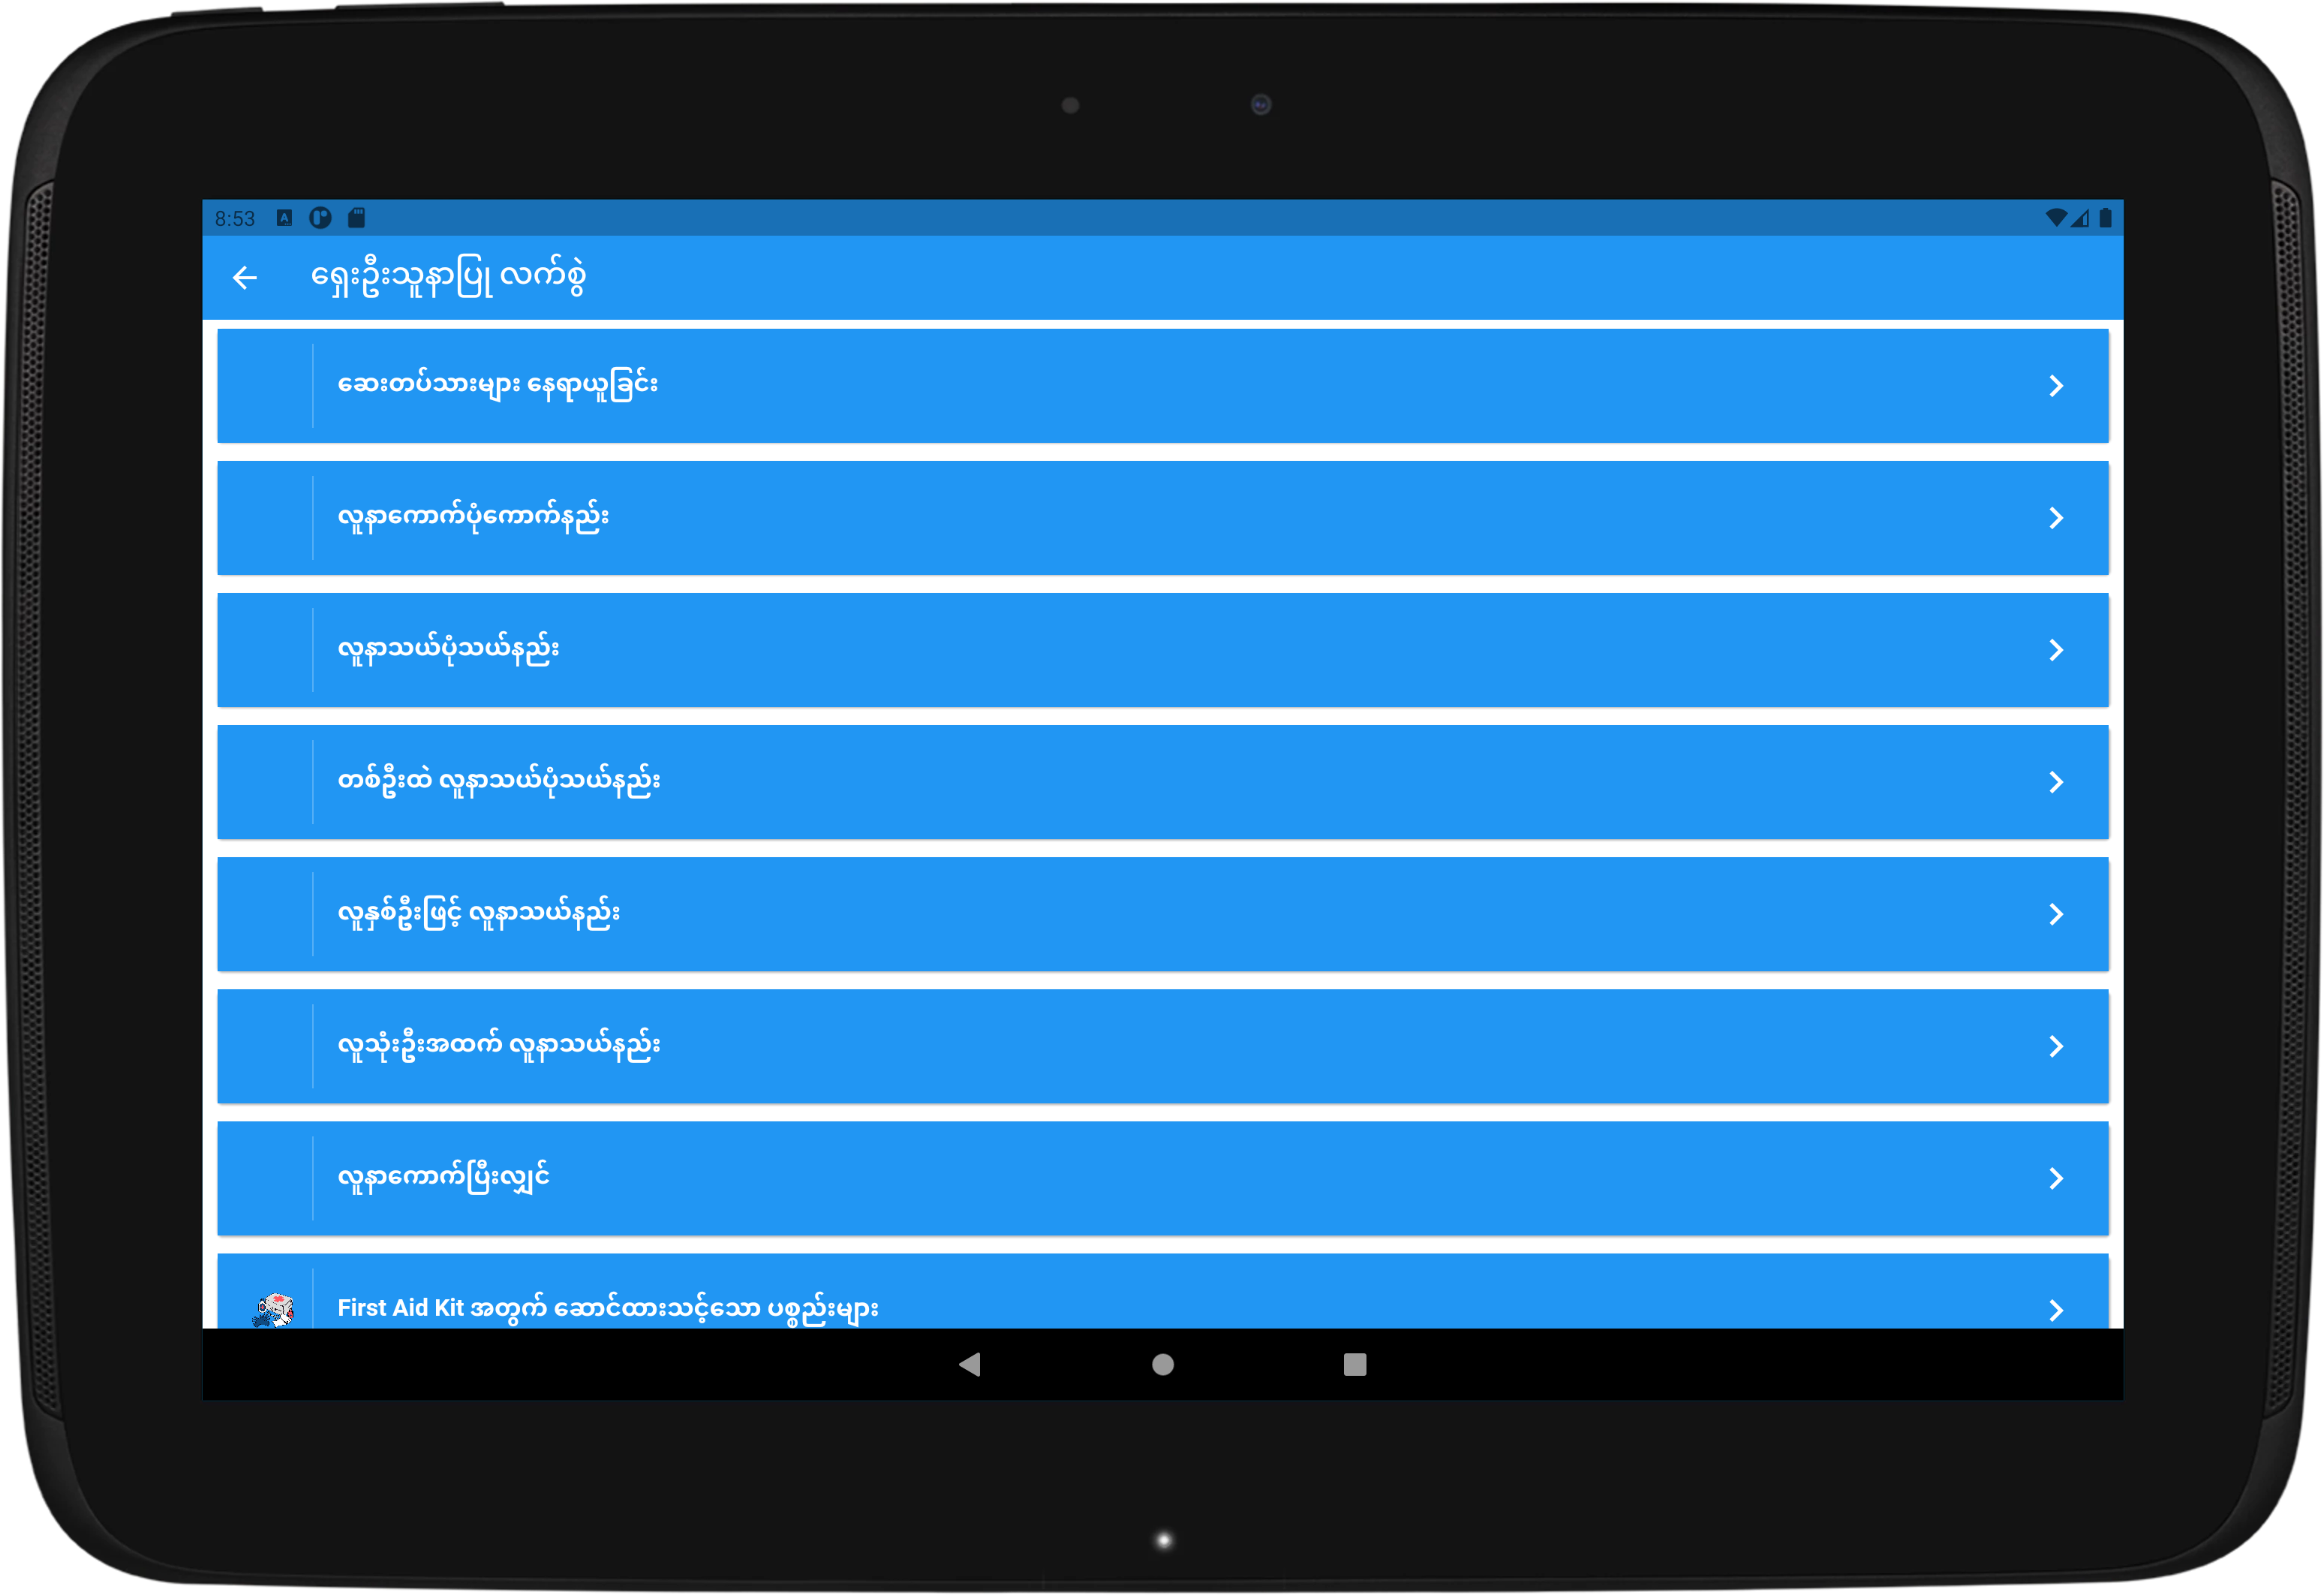 8:53
ရှေးဦးသူနာပြု လက်စွဲ
ဆေးတပ်သားများ နေရာယူခြင်း
လူနာကောက်ပုံကောက်နည်း
လူနာသယ်ပုံသယ်နည်း
တစ်ဦးထဲ လူနာသယ်ပုံသယ်နည်း
လူနှစ်ဦးဖြင့် လူနာသယ်နည်း
လူသုံးဦးအထက် လူနာသယ်နည်း
လူနာကောက်ပြီးလျှင်
First Aid Kit အတွက် ဆောင်ထားသင့်သော ပစ္စည်းများ